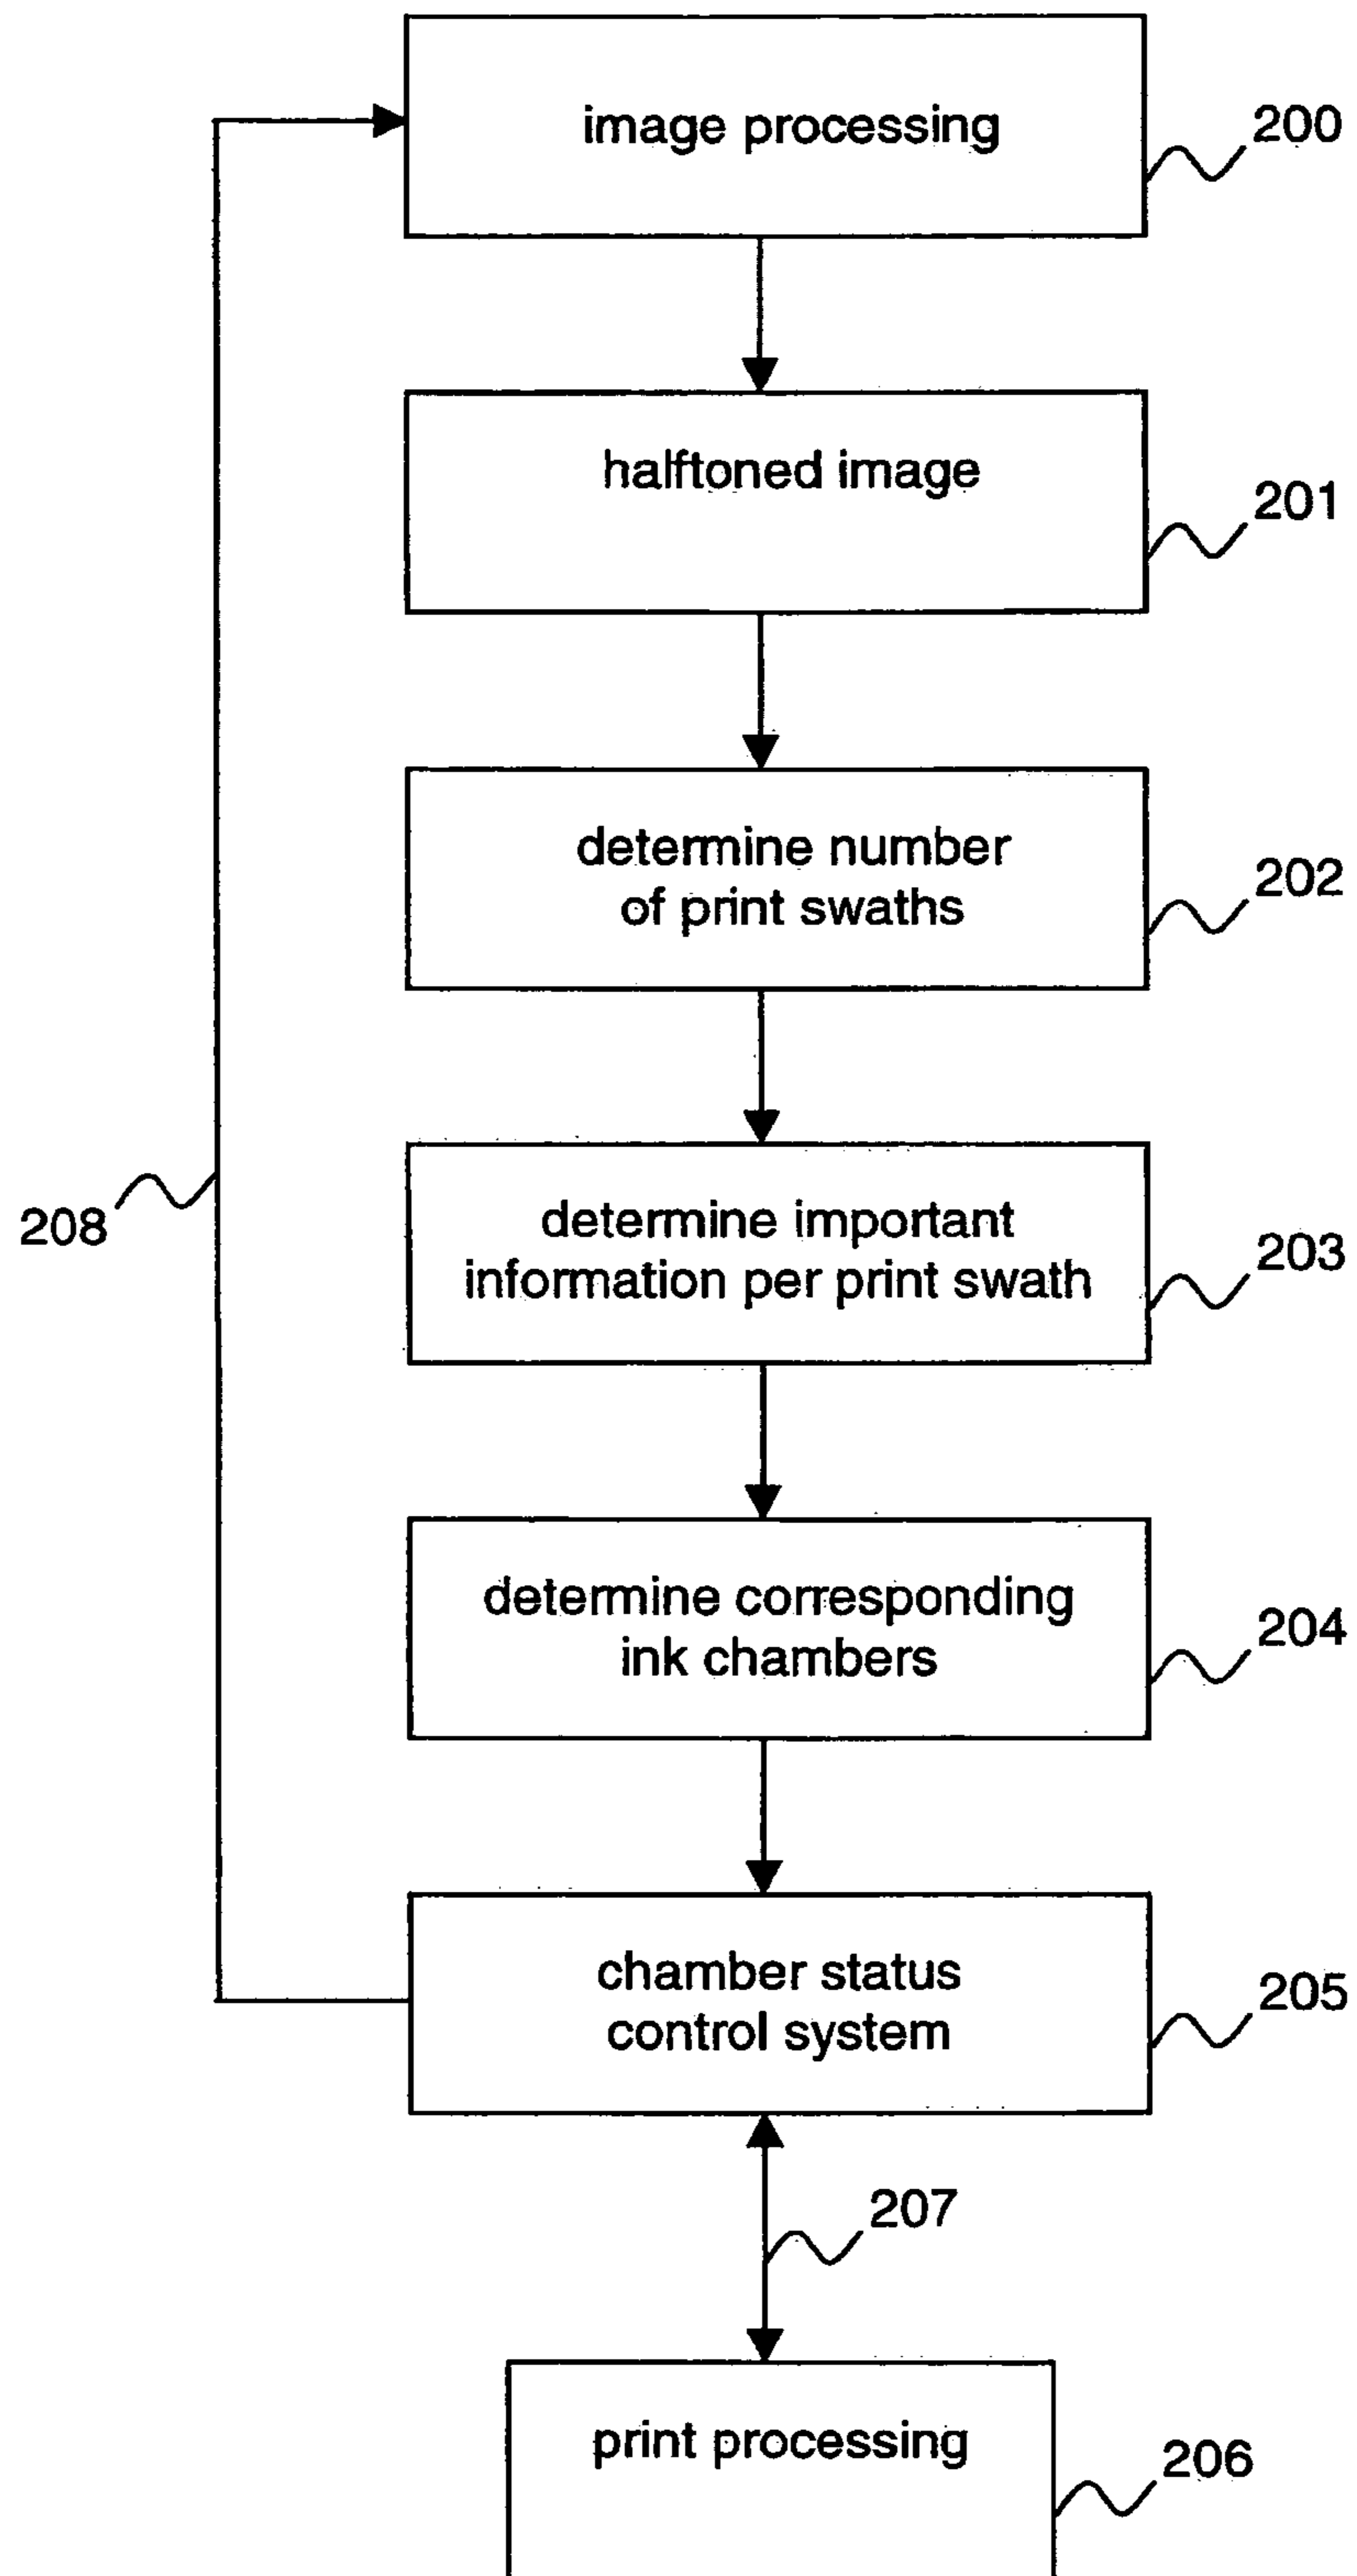 image processing
200
halftoned image
201
determine number
of print swaths
202
determine important
information per print swath
203
208
determine corresponding
ink chambers
204
chamber status
control system
205
207
print processing
206